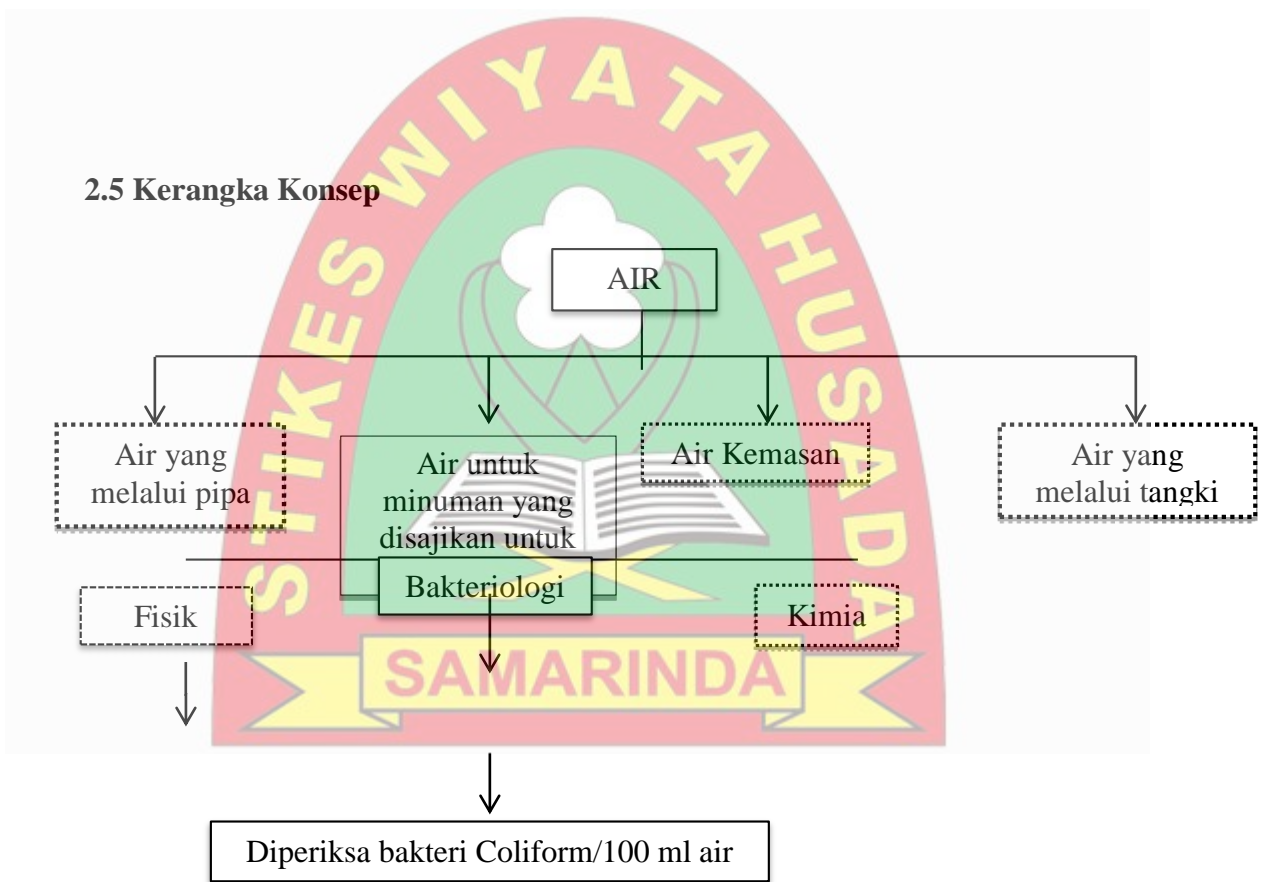 STIKES WIYATA HUSADA
2.5 Kerangka Konsep
AIR
Air yang
melalui pipa
Air untuk
minuman yang
disajikan untuk
Air Kemasan
Air yang
melalui tangki
Fisik
Bakteriologi
Kimia
SAMARINDA
Diperiksa bakteri Coliform/100 ml air